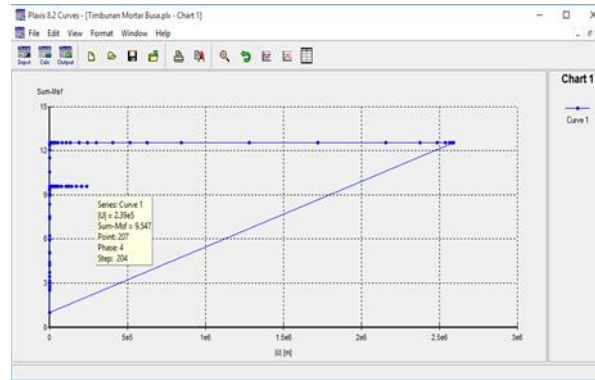 Plaxis 8.2 Curves - [Timbunan Mortar Busa.plx - Chart 1]
File Edit View Format Window Help
Input Calc Output
Chart 1
Sum-Msf
15
12
9
6
3
0
Curve 1
Series: Curve 1
|U| = 2.39e5
Sum-Msf = 9.547
Point: 207
Phase: 4
Step: 204
0 5e5 1e6 1.5e6 2e6 2.5e6 3e6
|U| [m]